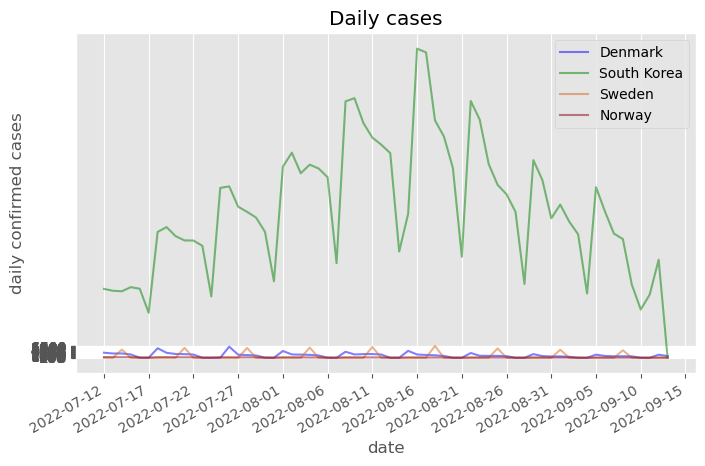 Daily cases
Denmark
South Korea
Sweden
Norway
daily confirmed cases
2022-07-12
2022-07-17
2022-07-22
2022-07-27
2022-08-01
2022-08-06
2022-08-11
2022-08-16
2022-08-21
2022-08-26
2022-08-31
2022-09-05
2022-09-10
2022-09-15
date